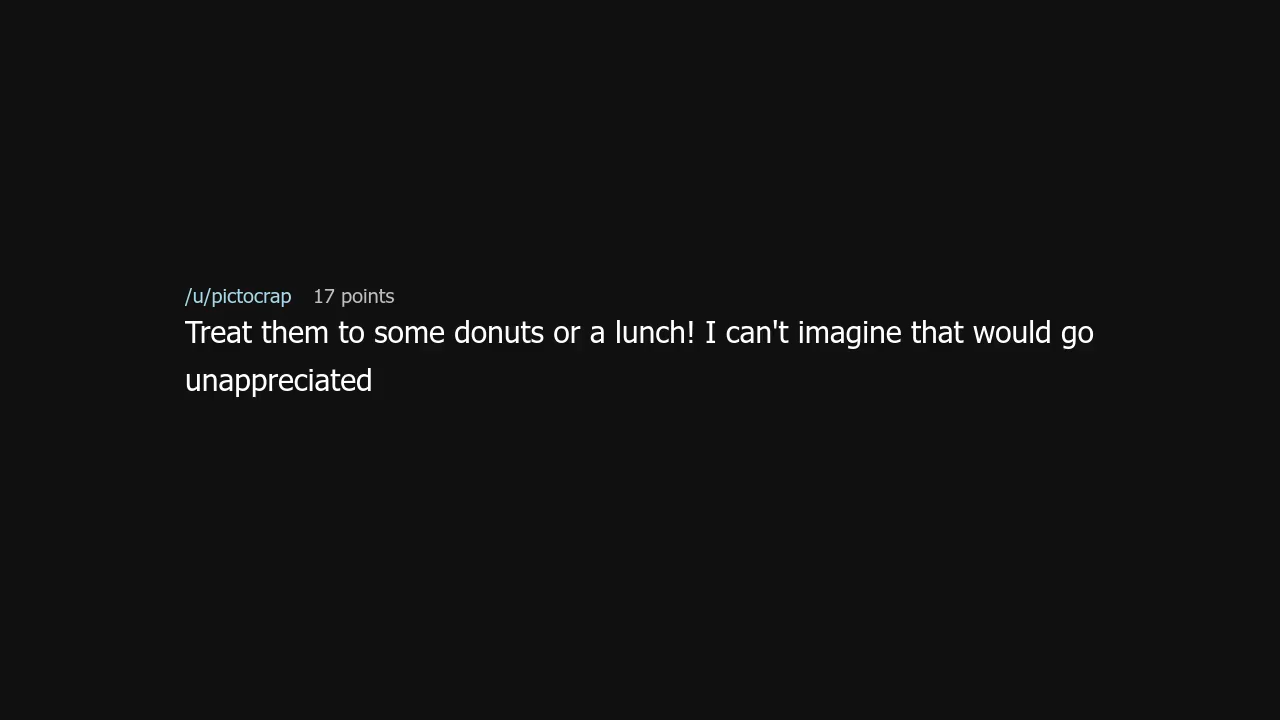 /u/pictocrap 17 points
Treat them to some donuts or a lunch! I can't imagine that would go
unappreciated